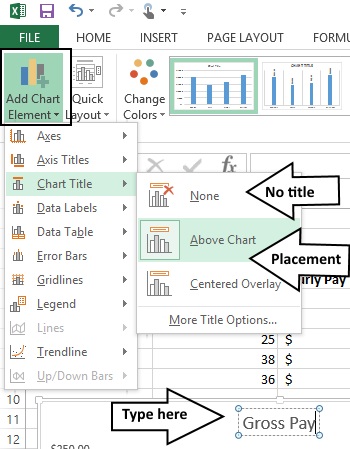 FILE HOME INSERT PAGE LAYOUT FORMU
Add Chart Element
Quick Layout
Change Colors
CHART TITLE
Axes
Axis Titles
Chart Title
Data Labels
Data Table
Error Bars
Gridlines
Legend
Lines
Trendline
Up/Down Bars
fx
None
No title
Above Chart
Placement
Centered Overlay
rly Pay
More Title Options...
25 $
38 $
36 $
10
11
12
Type here
Gross Pay
$250.00